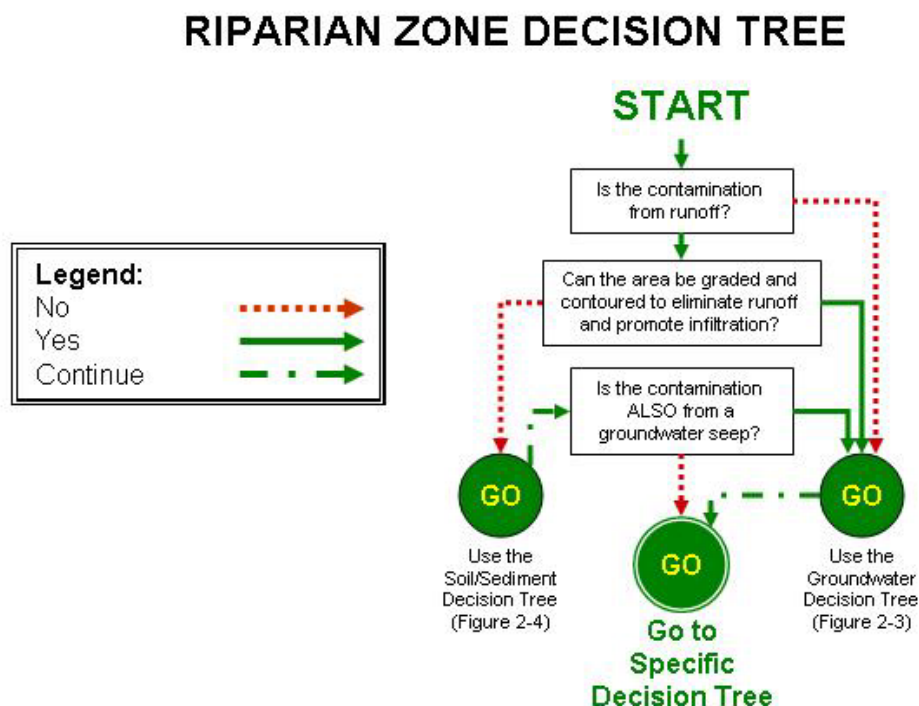 RIPARIAN ZONE DECISION TREE
START
Is the contamination
from runoff?
Legend:
No
Yes
Continue
Can the area be graded and
contoured to eliminate runoff
and promote infiltration?
Is the contamination
ALSO from a
groundwater seep?
GO
Use the
Soil/Sediment
Decision Tree
(Figure 2-4)
GO
Go to
Specific
Decision Tree
GO
Use the
Groundwater
Decision Tree
(Figure 2-3)